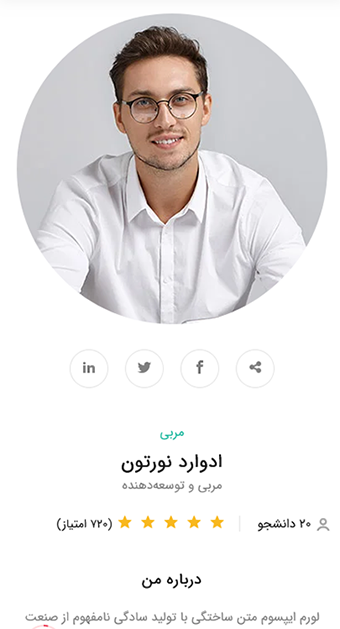 in
f
مربی
ادوارد نورتون
مربی و توسعه‌دهنده
۲۰ دانشجو
(۷۲۰ امتیاز)
درباره من
لورم ایپسوم متن ساختگی با تولید سادگی نامفهوم از صنعت